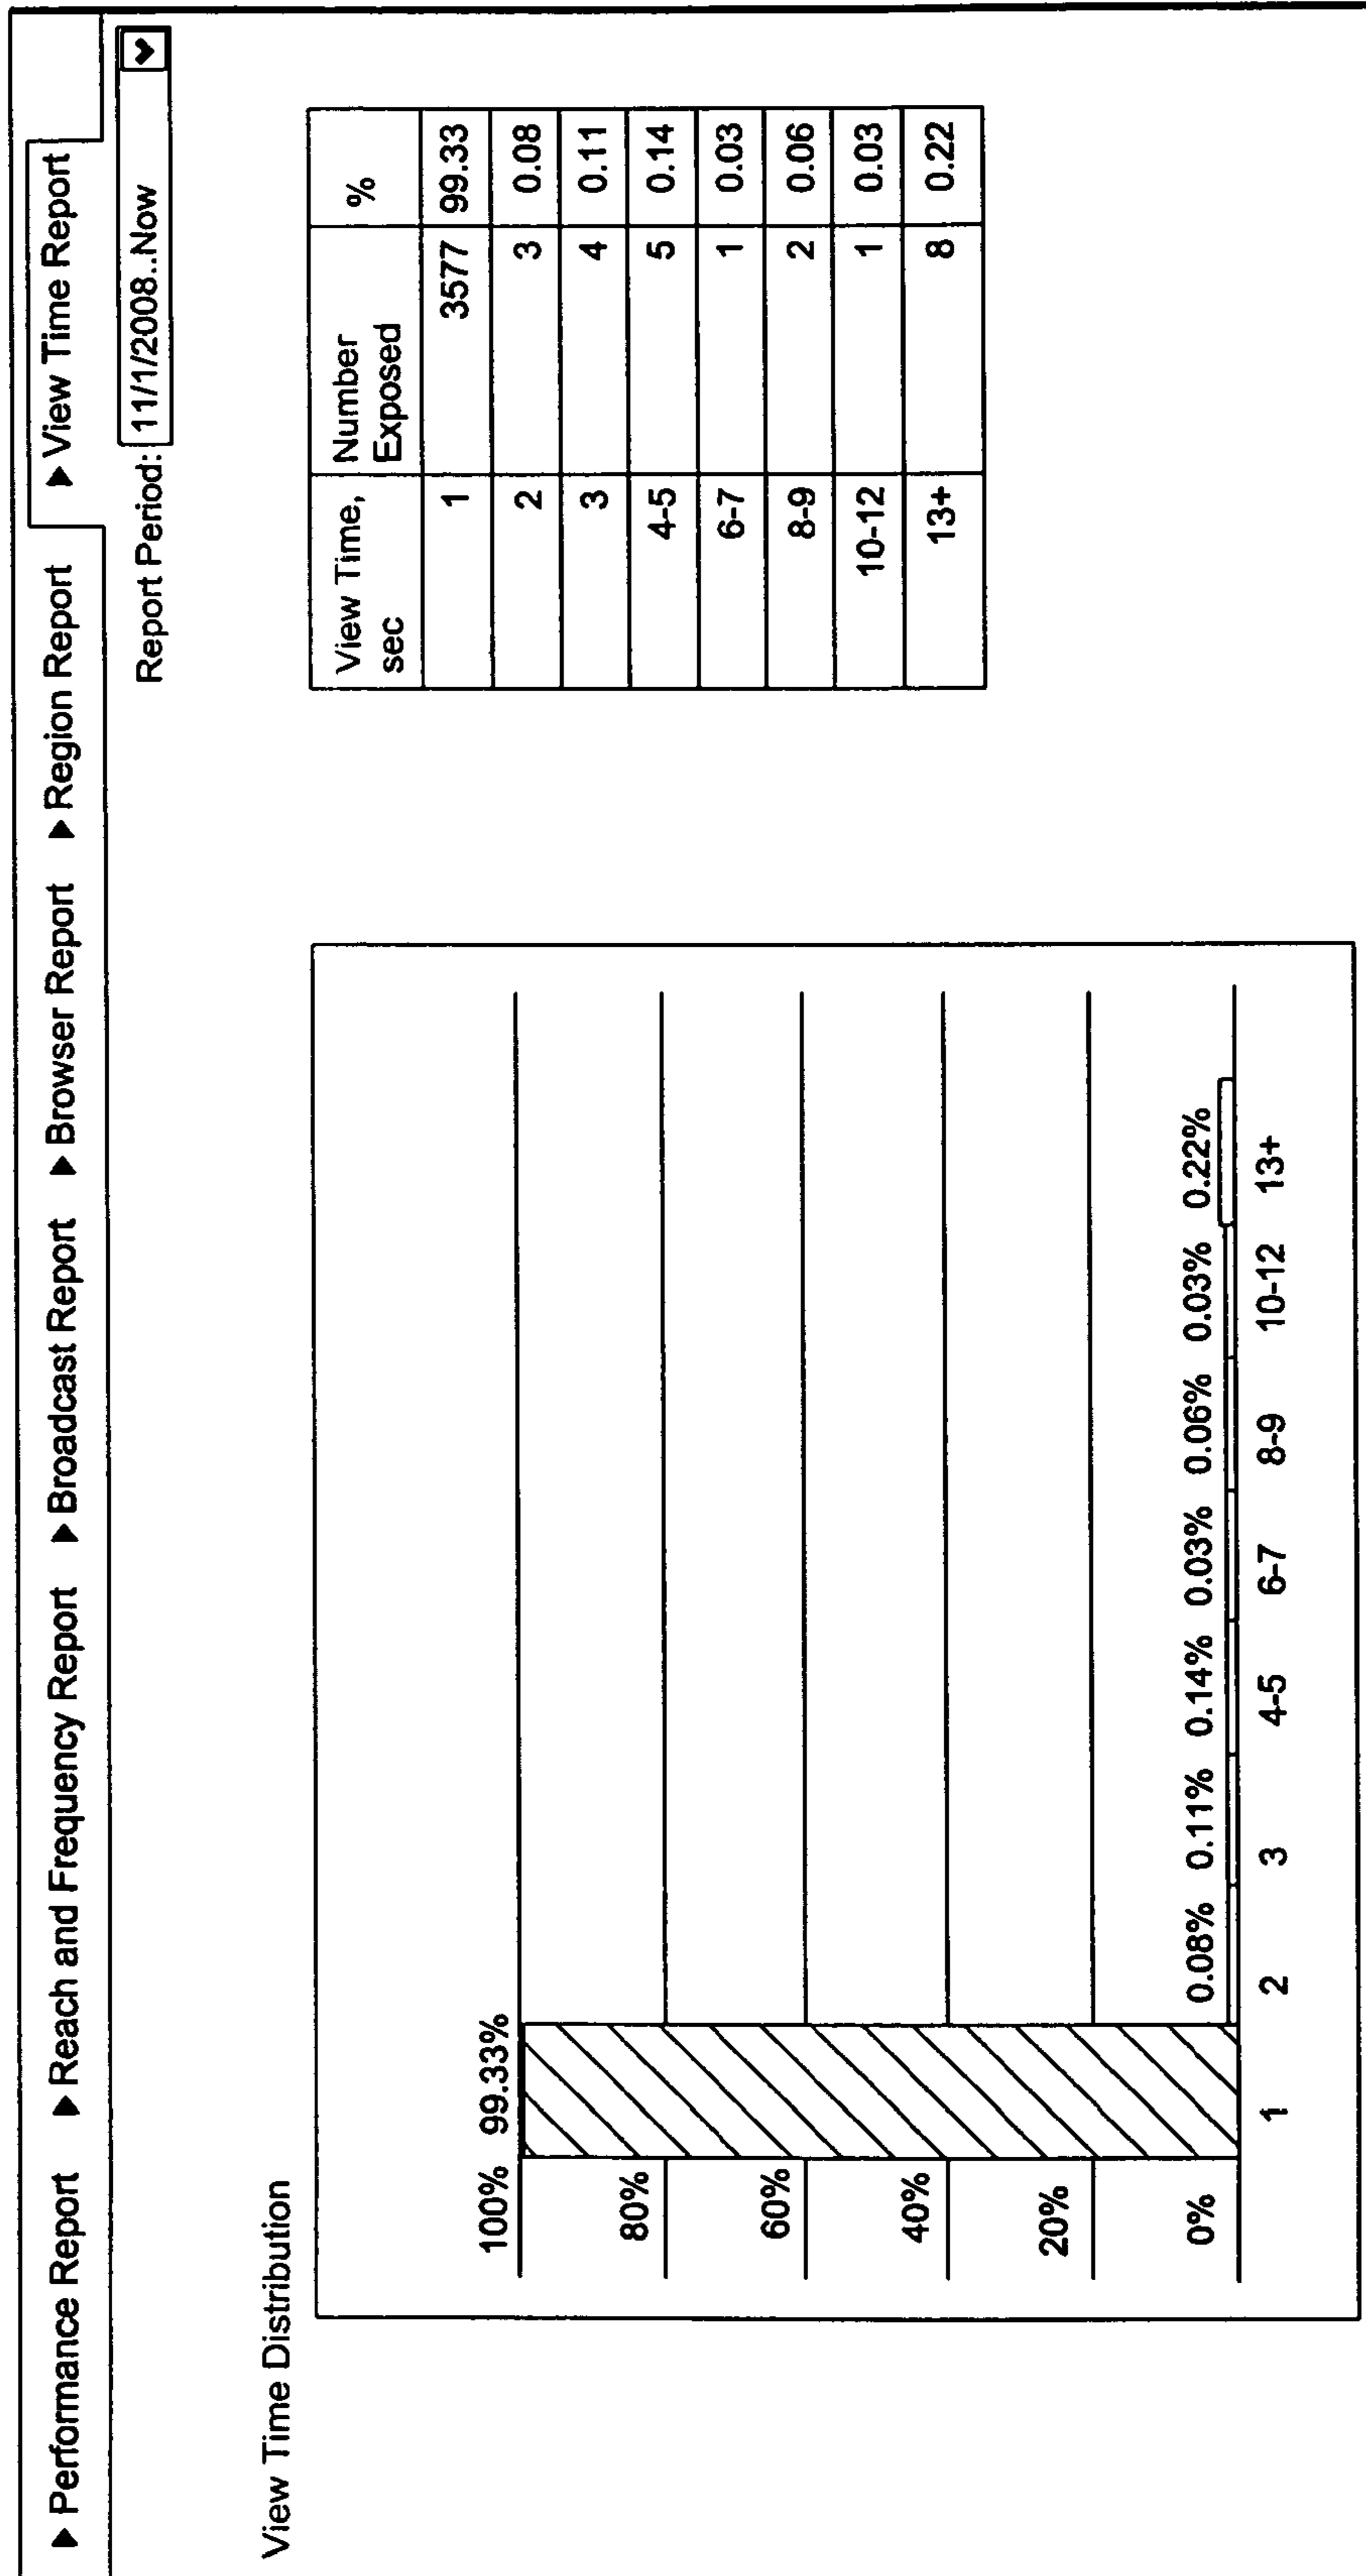 ▶ Performance Report ▶ Reach and Frequency Report ▶ Broadcast Report ▶ Browser Report ▶ Region Report ▶ View Time Report
Report Period: 11/1/2008..Now
View Time Distribution
100% 99.33%
80%
60%
40%
20%
0% 0.08% 0.11% 0.14% 0.03% 0.06% 0.03% 0.22%
1 2 3 4-5 6-7 8-9 10-12 13+
View Time, sec Number Exposed %
1 3577 99.33
2 3 0.08
3 4 0.11
4-5 5 0.14
6-7 1 0.03
8-9 2 0.06
10-12 1 0.03
13+ 8 0.22